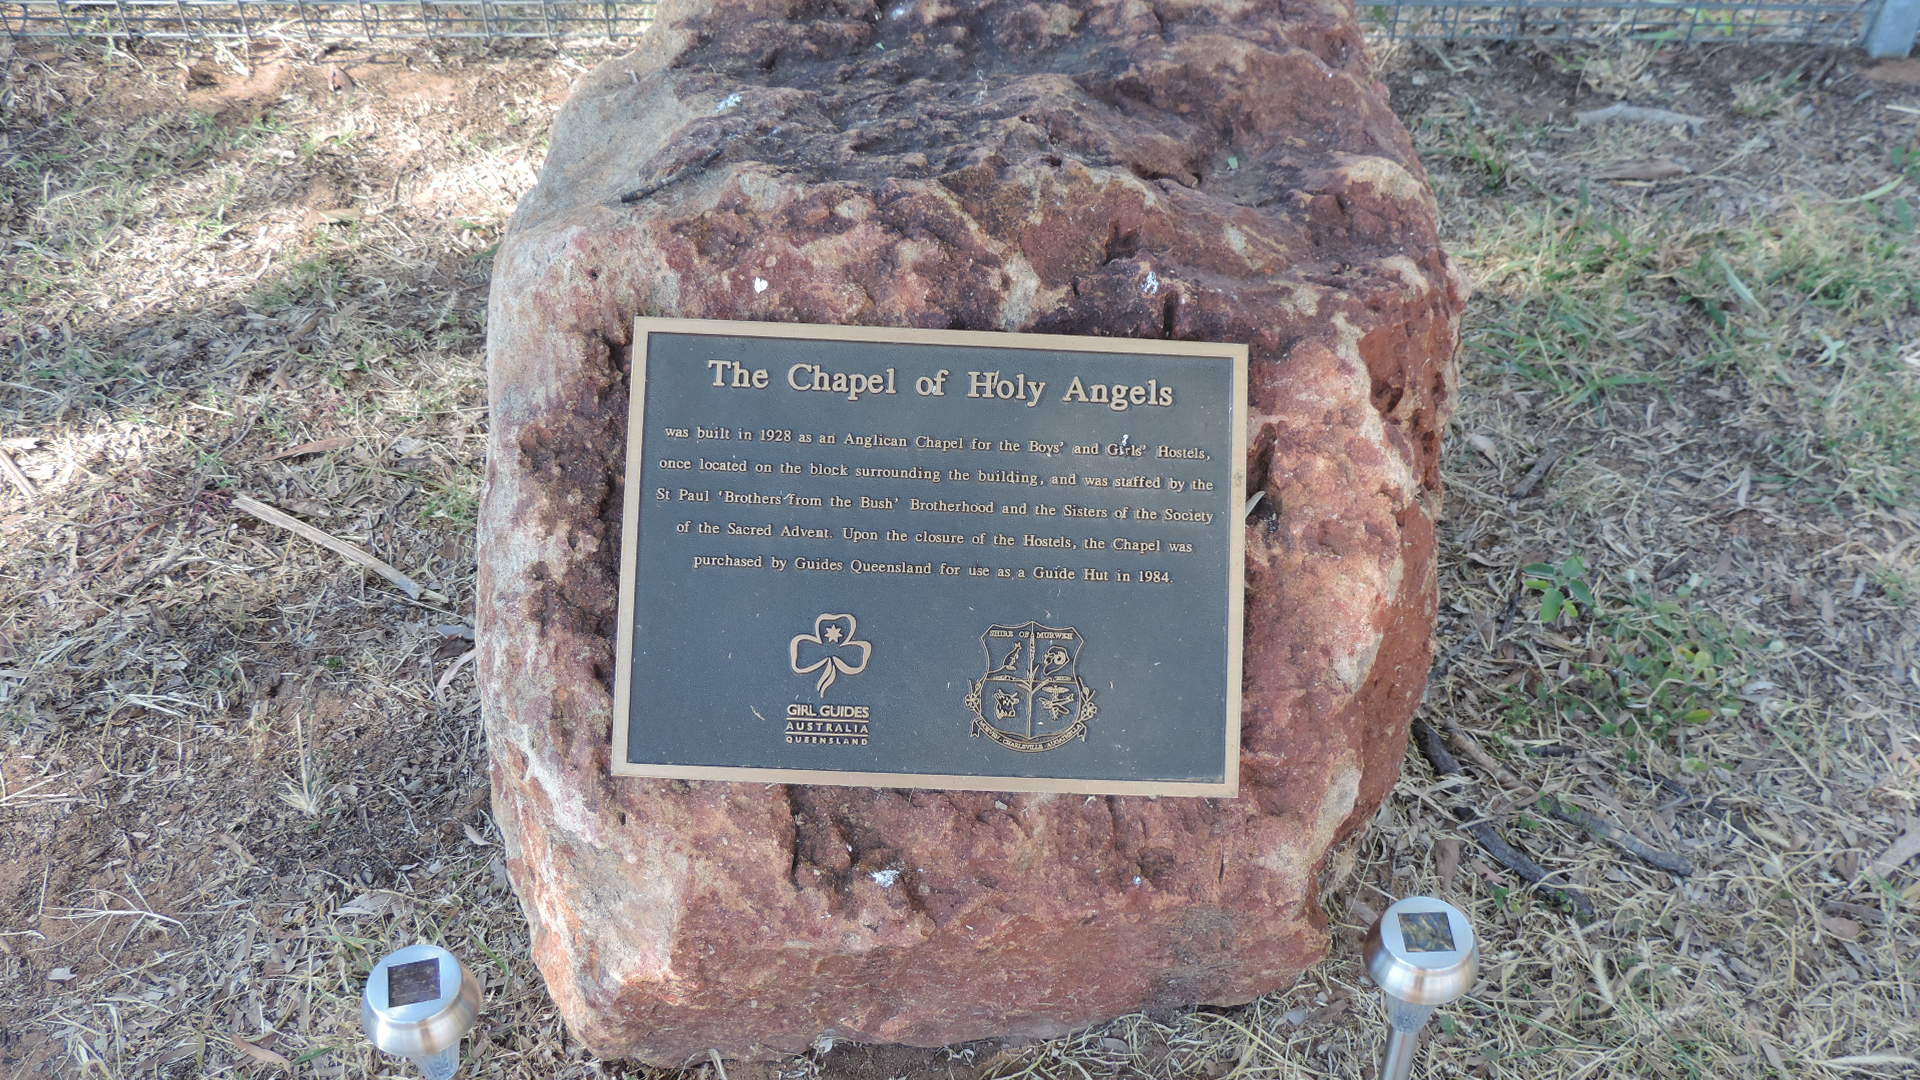 The Chapel of Holy Angels
was built in 1928 as an Anglican Chapel for the Boys' and Girls' Hostels,
once located on the block surrounding the building, and was staffed by the
St Paul 'Brothers from the Bush' Brotherhood and the Sisters of the Society
of the Sacred Advent. Upon the closure of the Hostels, the Chapel was
purchased by Guides Queensland for use as a Guide Hut in 1984.
GIRL GUIDES
AUSTRALIA
QUEENSLAND
SHIRE OF MURWEH
MORVEN CHARLEVILLE AUGATHELLA